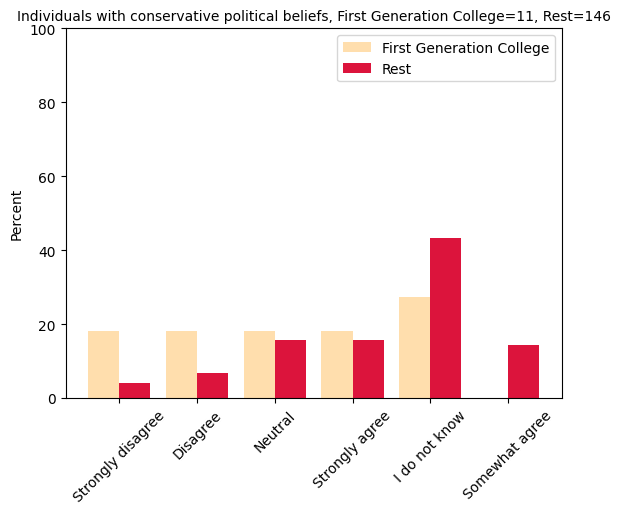 Individuals with conservative political beliefs, First Generation College=11, Rest=146
First Generation College
Rest
Percent
100
80
60
40
20
0
Strongly disagree
Disagree
Neutral
Strongly agree
I do not know
Somewhat agree